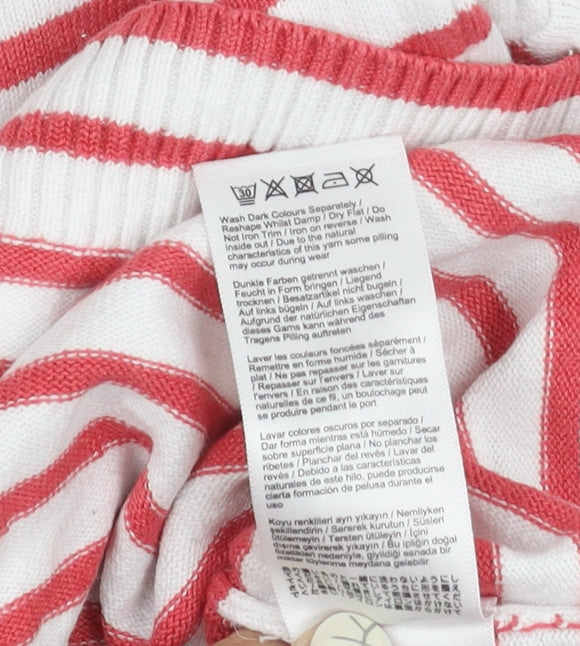 30
Wash Dark Colours Separately /
Reshape Whilst Damp / Dry Flat / Do
Not Iron Trim / Iron on reverse / Wash
inside out / Due to the natural
characteristics of this yarn some pilling
may occur during wear
Dunkle Farben getrennt waschen /
Feucht in Form bringen / Liegend
trocknen / Besatzartikel nicht bugeln /
Auf links bügeln / Auf links waschen /
Aufgrund der natürlichen Eigenschaften
dieses Garns kann während des
Tragens Pilling auftreten
Laver les couleurs foncées séparément /
Remettre en forme humide / Sécher à
plat / Ne pas repasser sur les garnitures
/ Repasser sur l'envers / Laver sur
l'envers / En raison des caractéristiques
naturelles de ce fil, un boulochage peut
se produire pendant le port
Lavar colores oscuros por separado /
Dar forma mientras está húmedo / Secar
sobre superficie plana / No planchar los
ribetes / Planchar del revés / Lavar del
revés / Debido a las características
naturales de este hilo, puede producirse
cierta formación de pelusa durante el
uso
Koyu renklileri ayrı yıkayın / Nemliyken
şekillendirin / Sererek kurutun / Süsleri
ütülemeyin / Tersten ütüleyin / İçini
dışına çevirerek yıkayın / Bu ipliğin doğal
özellikleri nedeniyle, giyildiği esnada bir
miktar tüylenme meydana gelebilir